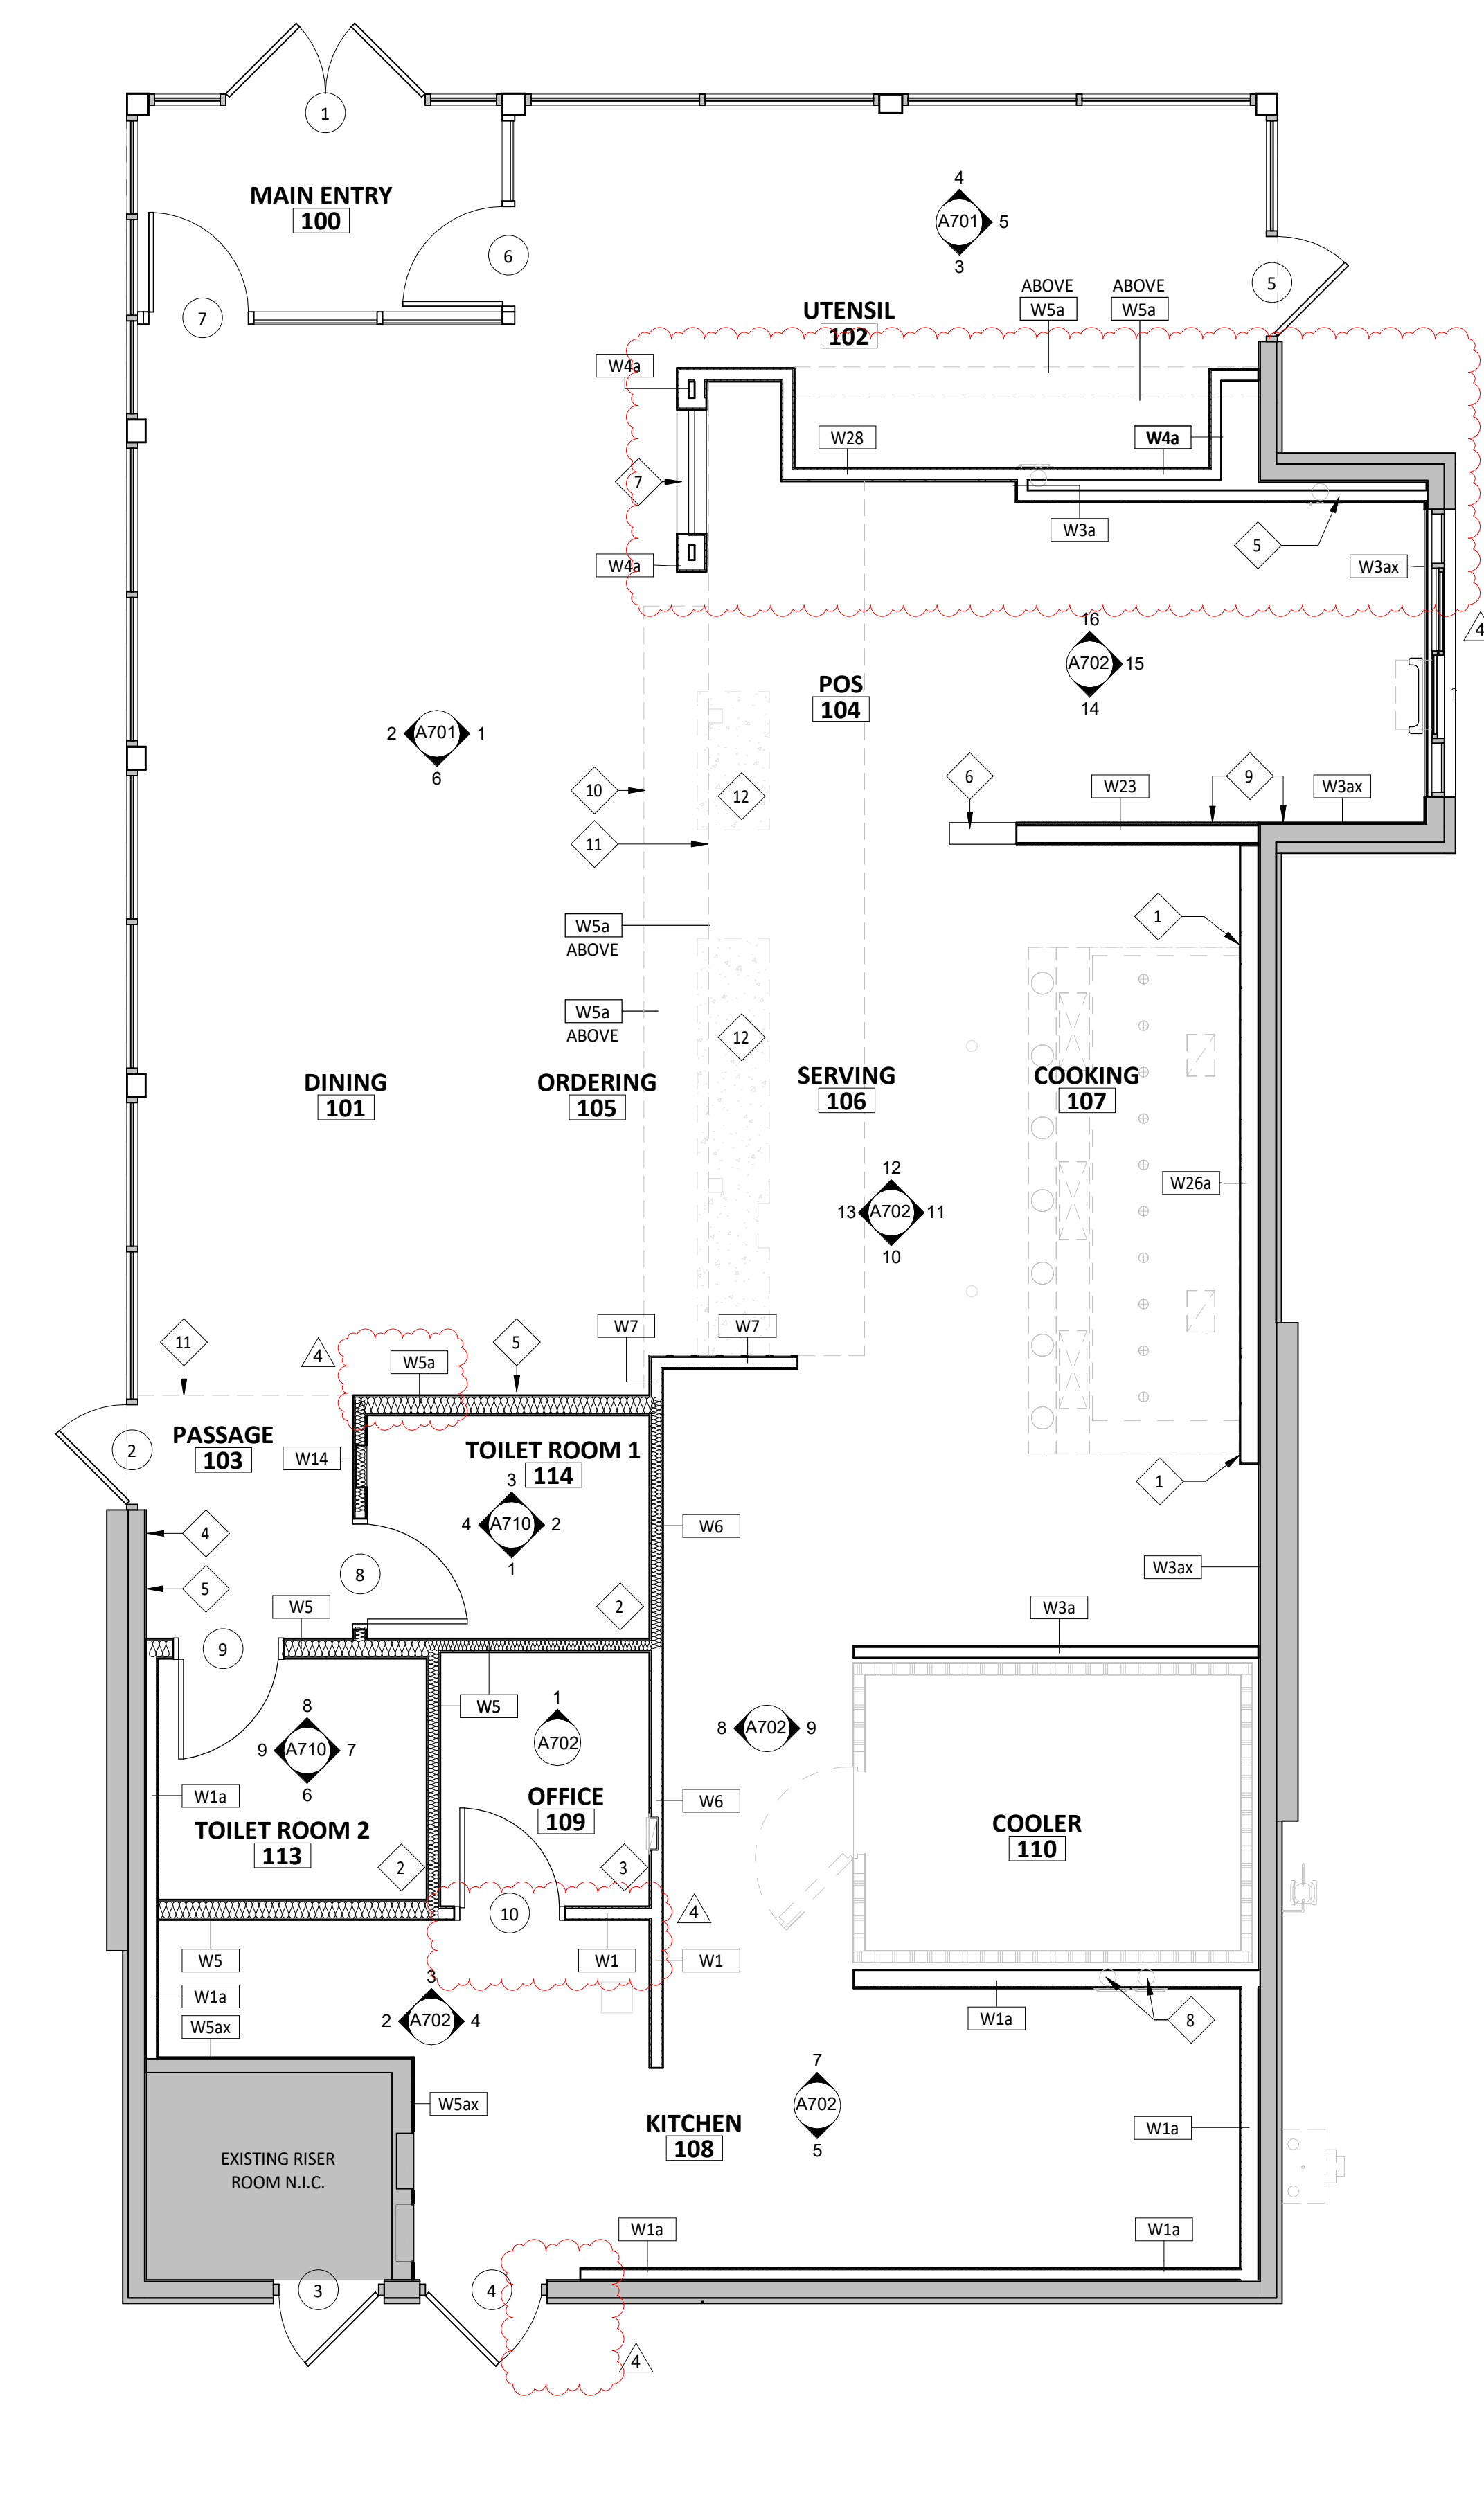 1
MAIN ENTRY
100
6
7
4
A701
5
3
5
ABOVE
W5a
ABOVE
W5a
UTENSIL
102
W4a
W28
W4a
7
W3a
5
W4a
W3ax
4
16
A702
15
14
POS
104
2
A701
1
6
10
12
6
W23
9
W3ax
11
W5a
ABOVE
1
W5a
ABOVE
12
DINING
101
ORDERING
105
SERVING
106
COOKING
107
12
13
A702
11
10
W26a
11
4
W5a
5
W7
W7
2
PASSAGE
103
W14
TOILET ROOM 1
114
3
4
A710
2
1
1
4
W6
8
W3ax
5
W5
2
W3a
9
W5
8
9
A710
7
6
1
A702
8
A702
9
W1a
OFFICE
109
W6
TOILET ROOM 2
113
COOLER
110
2
3
10
4
W5
W1
W1
W1a
3
2
A702
4
W5ax
W1a
8
7
A702
5
W5ax
KITCHEN
108
W1a
EXISTING RISER
ROOM N.I.C.
W1a
W1a
3
4
4